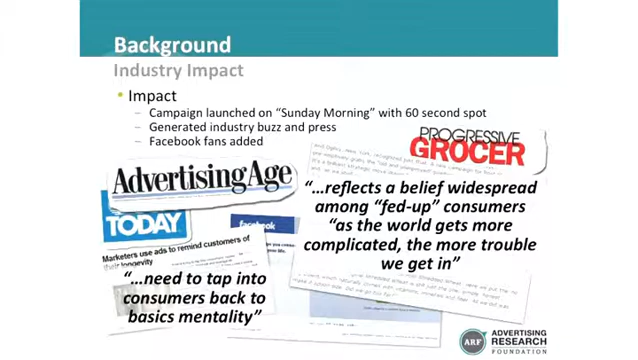 Background
Industry Impact
• Impact
– Campaign launched on “Sunday Morning” with 60 second spot
– Generated industry buzz and press
– Facebook fans added
PROGRESSIVE
GROCER
AdvertisingAge
TODAY
facebook
Marketers use ads to remind customers of
their longevity
“…reflects a belief widespread
among “fed-up” consumers
“as the world gets more
complicated, the more trouble
we get in”
“…need to tap into
consumers back to
basics mentality”
ARF
ADVERTISING
RESEARCH
FOUNDATION